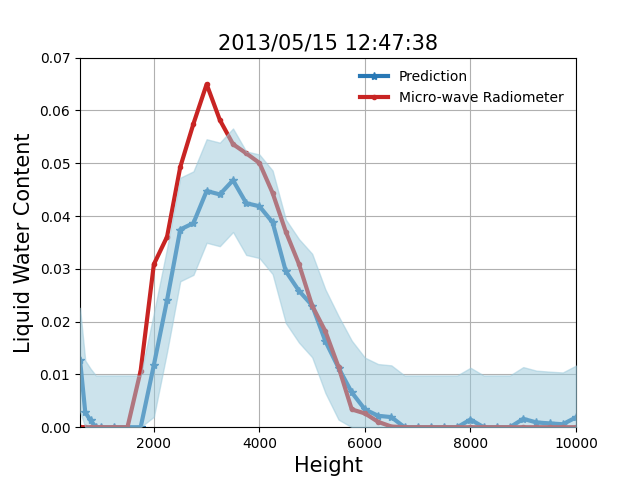 2013/05/15 12:47:38
Prediction
Micro-wave Radiometer
Liquid Water Content
0.07
0.06
0.05
0.04
0.03
0.02
0.01
0.00
2000 4000 6000 8000 10000
Height